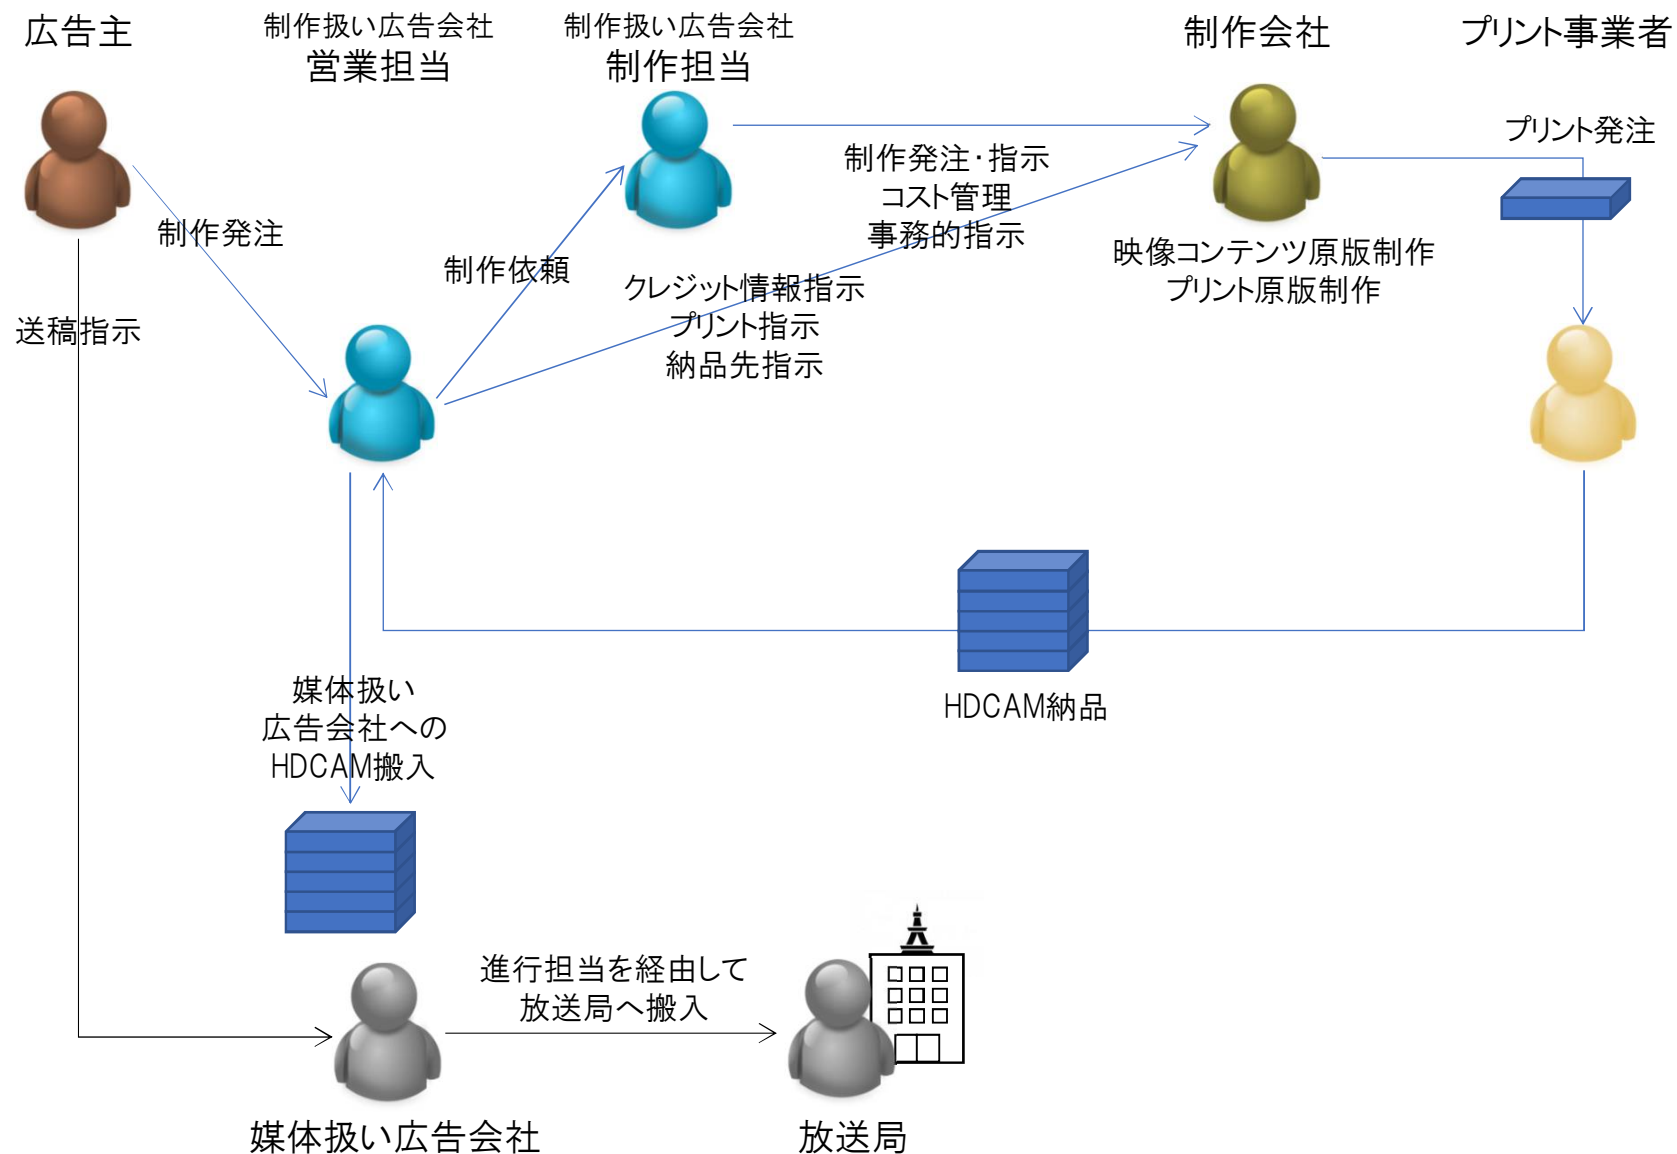 広告主
制作扱い広告会社
営業担当
制作扱い広告会社
制作担当
制作会社
プリント事業者
プリント発注
制作発注・指示
コスト管理
事務的指示
制作発注
制作依頼
映像コンテンツ原版制作
プリント原版制作
クレジット情報指示
プリント指示
納品先指示
送稿指示
媒体扱い
広告会社への
HDCAM搬入
HDCAM納品
進行担当を経由して
放送局へ搬入
媒体扱い広告会社
放送局